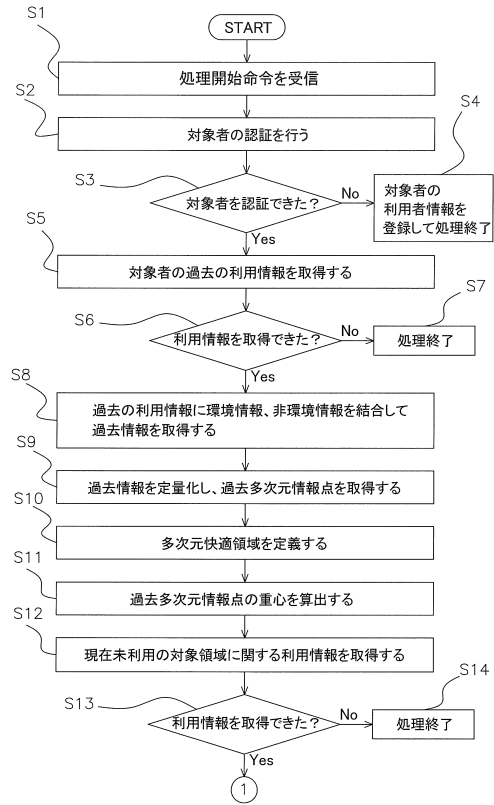 START
S1
処理開始命令を受信
S2
対象者の認証を行う
S3
対象者を認証できた？
No
S4
対象者の
利用者情報を
登録して処理終了
Yes
S5
対象者の過去の利用情報を取得する
S6
利用情報を取得できた？
No
S7
処理終了
Yes
S8
過去の利用情報に環境情報、非環境情報を結合して
過去情報を取得する
S9
過去情報を定量化し、過去多次元情報点を取得する
S10
多次元快適領域を定義する
S11
過去多次元情報点の重心を算出する
S12
現在未利用の対象領域に関する利用情報を取得する
S13
利用情報を取得できた？
No
S14
処理終了
Yes
1